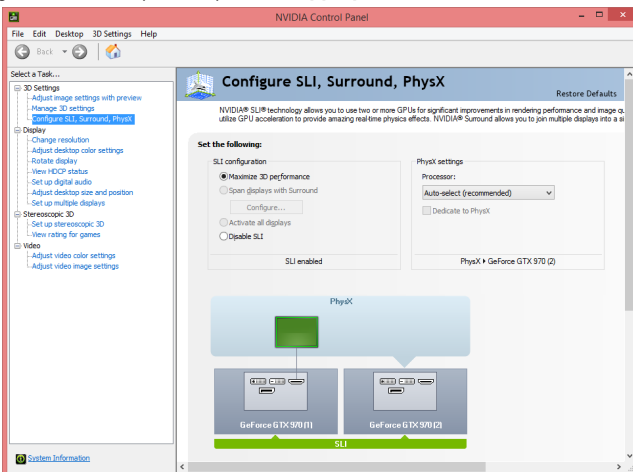 NVIDIA Control Panel
File Edit Desktop 3D Settings Help
Back
Select a Task...
3D Settings
Adjust image settings with preview
Manage 3D settings
Configure SLI, Surround, PhysX
Display
Change resolution
Adjust desktop color settings
Rotate display
View HDCP status
Set up digital audio
Adjust desktop size and position
Set up multiple displays
Stereoscopic 3D
Set up stereoscopic 3D
View rating for games
Video
Adjust video color settings
Adjust video image settings
System Information
Configure SLI, Surround, PhysX
Restore Defaults
NVIDIA® SLI® technology allows you to use two or more GPUs for significant improvements in rendering performance and image qu
utilize GPU acceleration to provide amazing real-time physics effects. NVIDIA® Surround allows you to join multiple displays into a si
Set the following:
SLI configuration
Maximize 3D performance
Span displays with Surround
Configure...
Activate all displays
Disable SLI
SLI enabled
PhysX settings
Processor:
Auto-select (recommended)
Dedicate to PhysX
PhysX ▸ GeForce GTX 970 (2)
PhysX
GeForce GTX 970 (1)
GeForce GTX 970 (2)
SLI